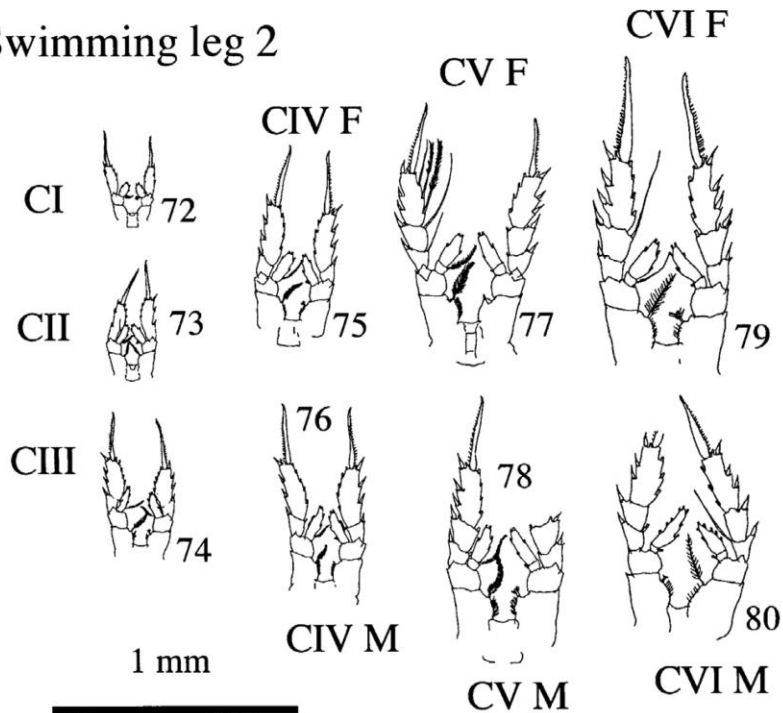 Swimming leg 2
CI
72
CII
73
CIII
74
CIV F
75
76
CIV M
CV F
77
78
CV M
CVI F
79
80
CVI M
1 mm